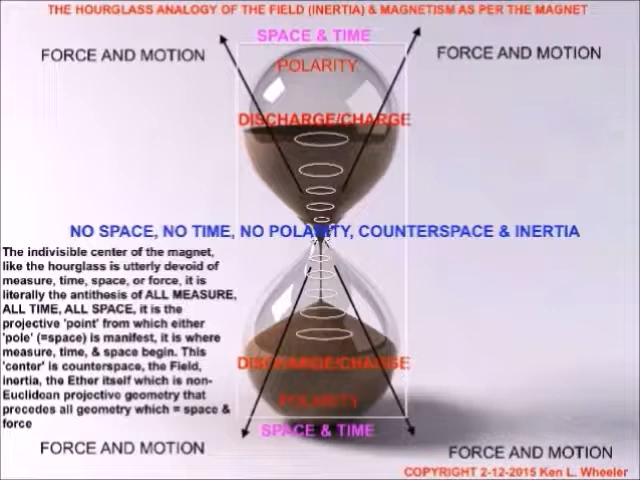 THE HOURGLASS ANALOGY OF THE FIELD (INERTIA) & MAGNETISM AS PER THE MAGNET
SPACE & TIME
FORCE AND MOTION
FORCE AND MOTION
POLARITY
DISCHARGE/CHARGE
NO SPACE, NO TIME, NO POLARITY, COUNTERSPACE & INERTIA
The indivisible center of the magnet,
like the hourglass is utterly devoid of
measure, time, space, or force, it is
literally the antithesis of ALL MEASURE,
ALL TIME, ALL SPACE, it is the
projective 'point' from which either
'pole' (=space) is manifest, it is where
measure, time, & space begin. This
'center' is counterspace, the Field,
inertia, the Ether itself which is non-
Euclidean projective geometry that
precedes all geometry which = space &
force
DISCHARGE/CHARGE
POLARITY
SPACE & TIME
FORCE AND MOTION
FORCE AND MOTION
COPYRIGHT 2-12-2015 Ken L. Wheeler